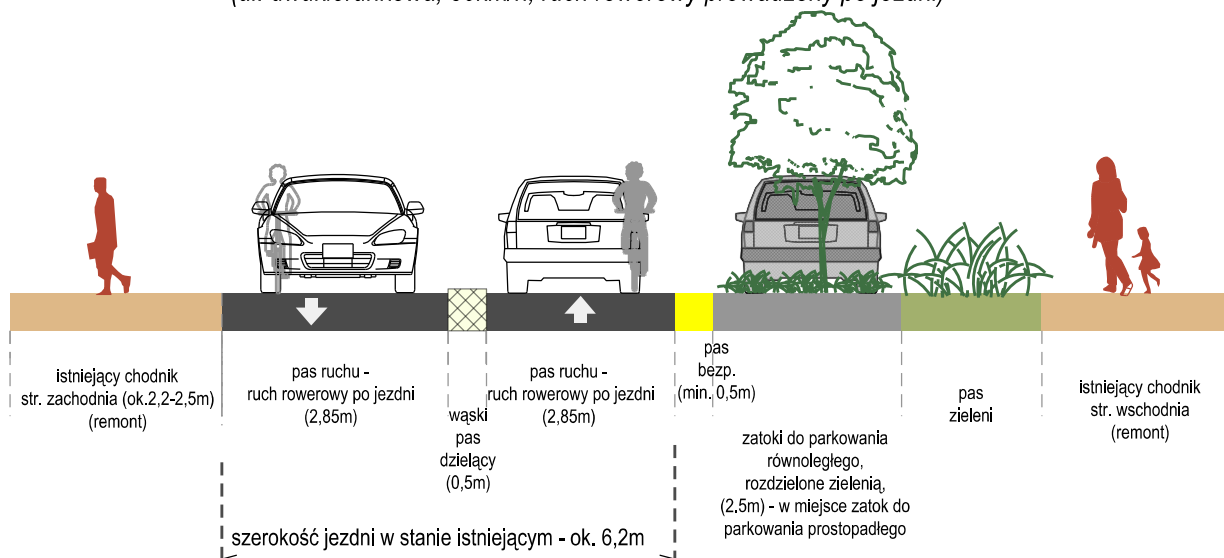 istniejący chodnik
str. zachodnia (ok.2,2-2,5m)
(remont)
pas ruchu -
ruch rowerowy po jezdni
(2,85m)
wąski
pas
dzielący
(0,5m)
pas ruchu -
ruch rowerowy po jezdni
(2,85m)
pas
bezp.
(min. 0,5m)
zatoki do parkowania
równoległego,
rozdzielone zielenią,
(2,5m) - w miejsce zatok do
parkowania prostopadłego
pas
zieleni
istniejący chodnik
str. wschodnia
(remont)
szerokość jezdni w stanie istniejącym - ok. 6,2m